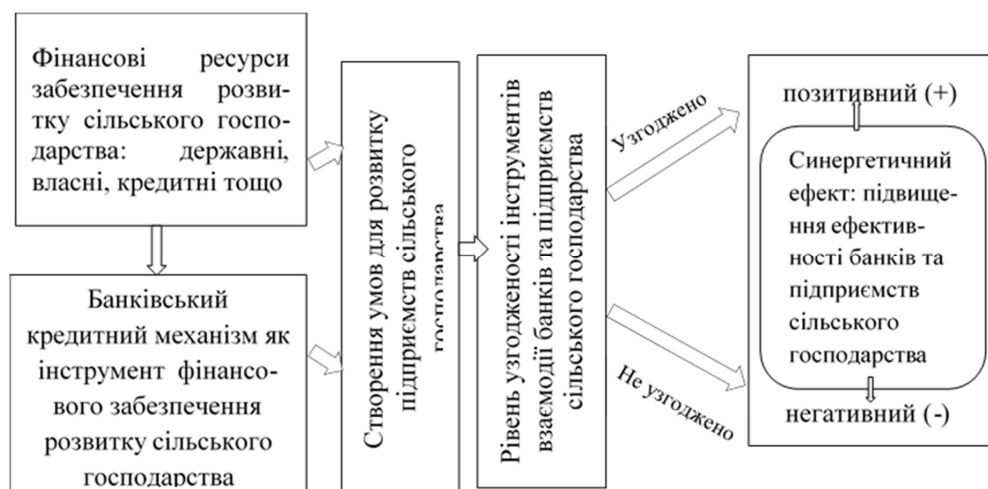 Фінансові ресурси
забезпечення розви-
тку сільського госпо-
дарства: державні,
власні, кредитні тощо
Банківський
кредитний механізм як
інструмент фінансо-
вого забезпечення
розвитку сільського
господарства
Створення умов для розвитку
підприємств сільського
господарства
Рівень узгодженості інструментів
взаємодії банків та підприємств
сільського господарства
Узгоджено
Не узгоджено
позитивний (+)
Синергетичний
ефект: підвище-
ння ефектив-
ності банків та
підприємств
сільського
господарства
негативний (-)